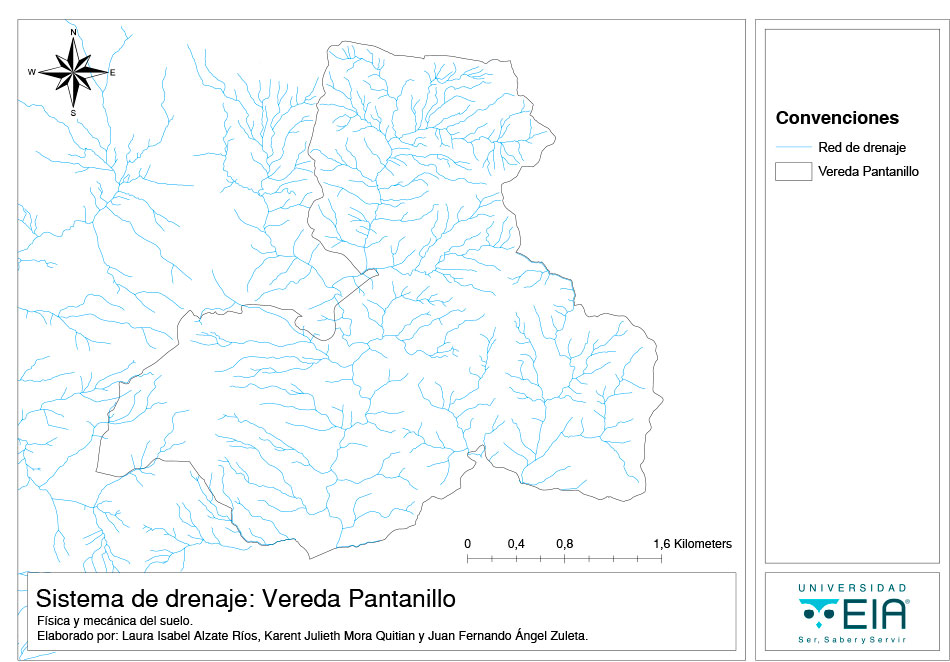 N
W E
S
Convenciones
Red de drenaje
Vereda Pantanillo
0 0,4 0,8 1,6 Kilometers
Sistema de drenaje: Vereda Pantanillo
Física y mecánica del suelo.
Elaborado por: Laura Isabel Alzate Ríos, Karent Julieth Mora Quitian y Juan Fernando Ángel Zuleta.
UNIVERSIDAD
EIA®
Ser, Saber y Servir